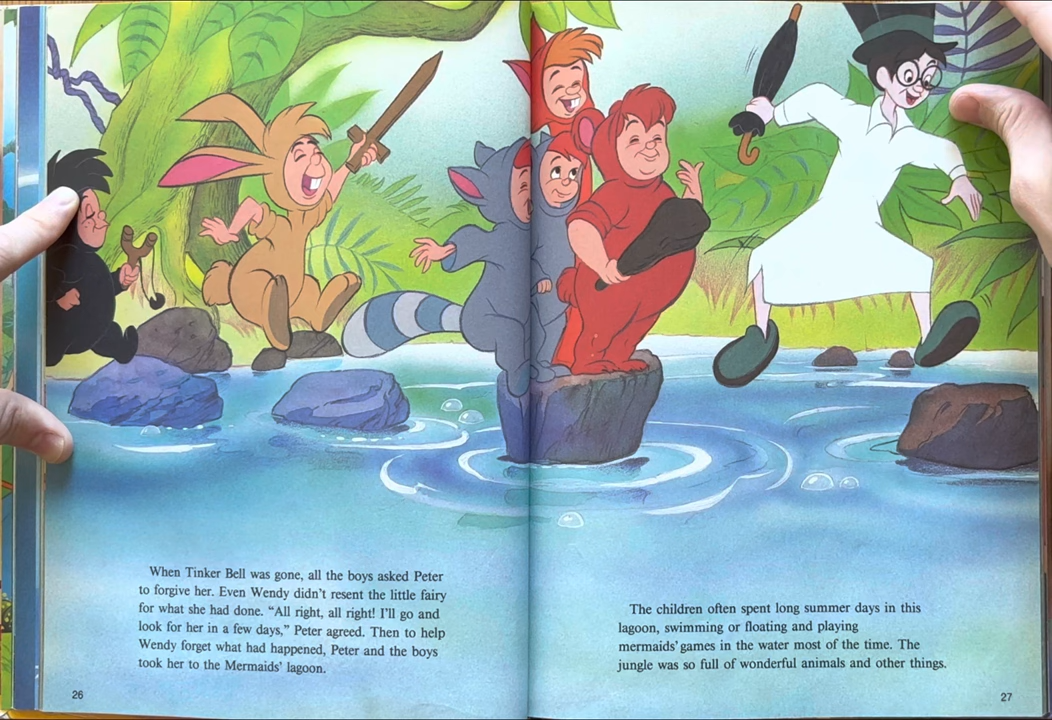 When Tinker Bell was gone, all the boys asked Peter
to forgive her. Even Wendy didn't resent the little fairy
for what she had done. "All right, all right! I'll go and
look for her in a few days," Peter agreed. Then to help
Wendy forget what had happened, Peter and the boys
took her to the Mermaids' lagoon.
26
The children often spent long summer days in this
lagoon, swimming or floating and playing
mermaids' games in the water most of the time. The
jungle was so full of wonderful animals and other things.
27